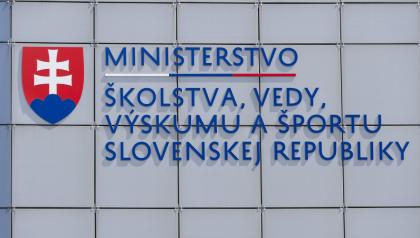 MINISTERSTVO
ŠKOLSTVA, VEDY,
VÝSKUMU A ŠPORTU
SLOVENSKEJ REPUBLIKY